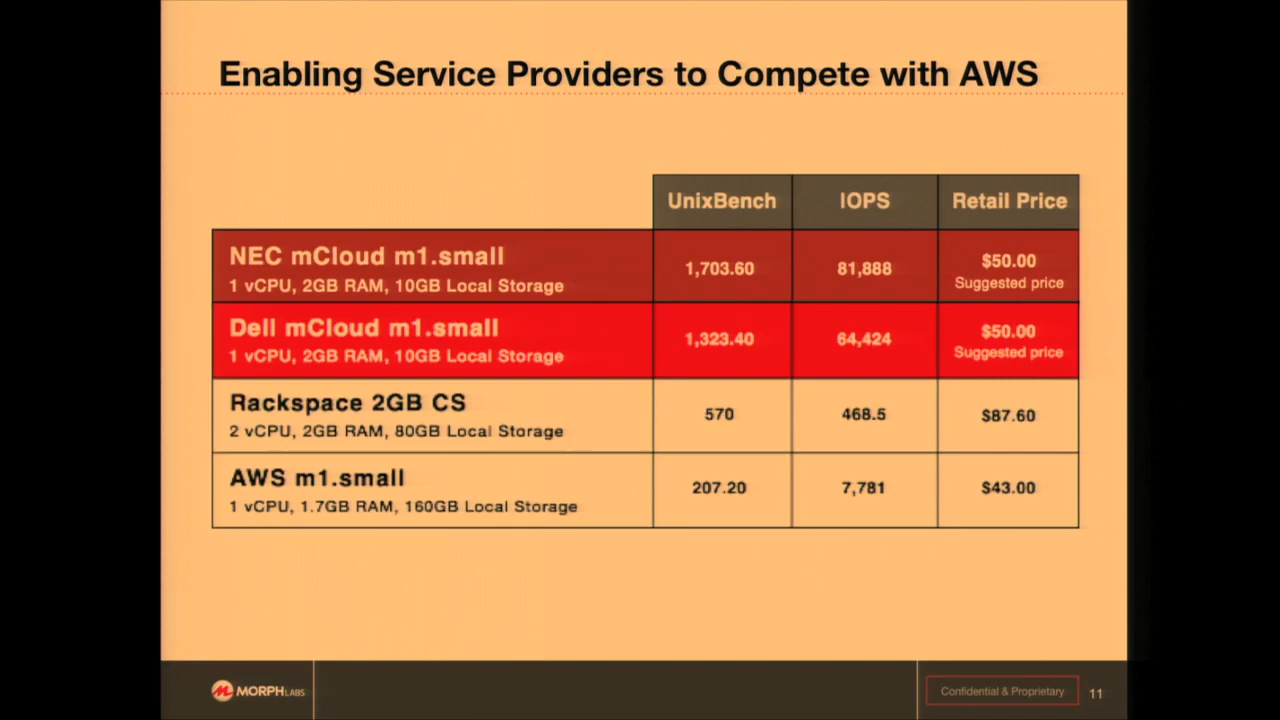 Enabling Service Providers to Compete with AWS
UnixBench IOPS Retail Price
NEC mCloud m1.small
1 vCPU, 2GB RAM, 10GB Local Storage
1,703.60 81,888 $50.00
Suggested price
Dell mCloud m1.small
1 vCPU, 2GB RAM, 10GB Local Storage
1,323.40 64,424 $50.00
Suggested price
Rackspace 2GB CS
2 vCPU, 2GB RAM, 80GB Local Storage
570 468.5 $87.60
AWS m1.small
1 vCPU, 1.7GB RAM, 160GB Local Storage
207.20 7,781 $43.00
MORPHLABS
Confidential & Proprietary
11